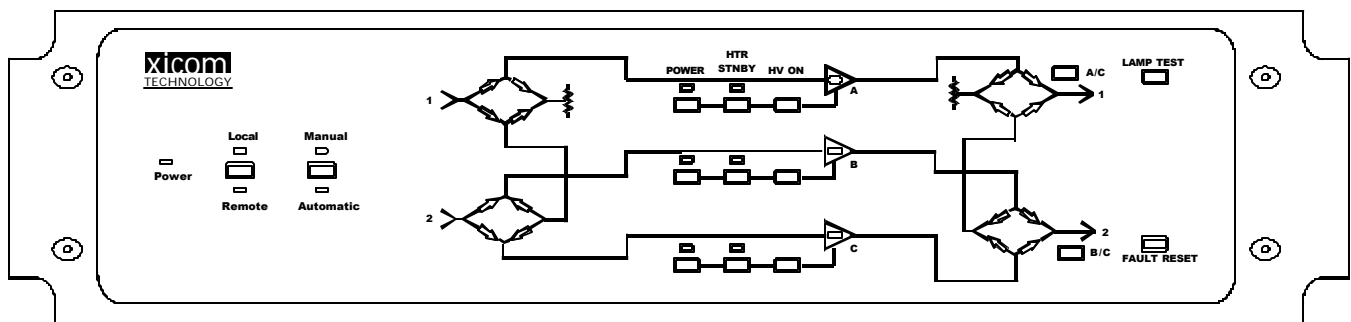 xicom
TECHNOLOGY
Power
Local
Remote
Manual
Automatic
1
2
POWER
HTR
STNBY
HV ON
A
B
C
A/C
1
2
B/C
LAMP TEST
FAULT RESET